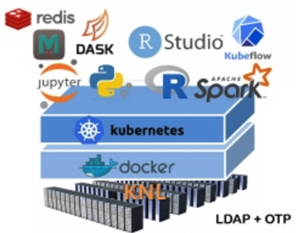 redis
M
DASK
R Studio
Kubeflow
jupyter
R
APACHE
Spark
kubernetes
docker
KNL
LDAP + OTP